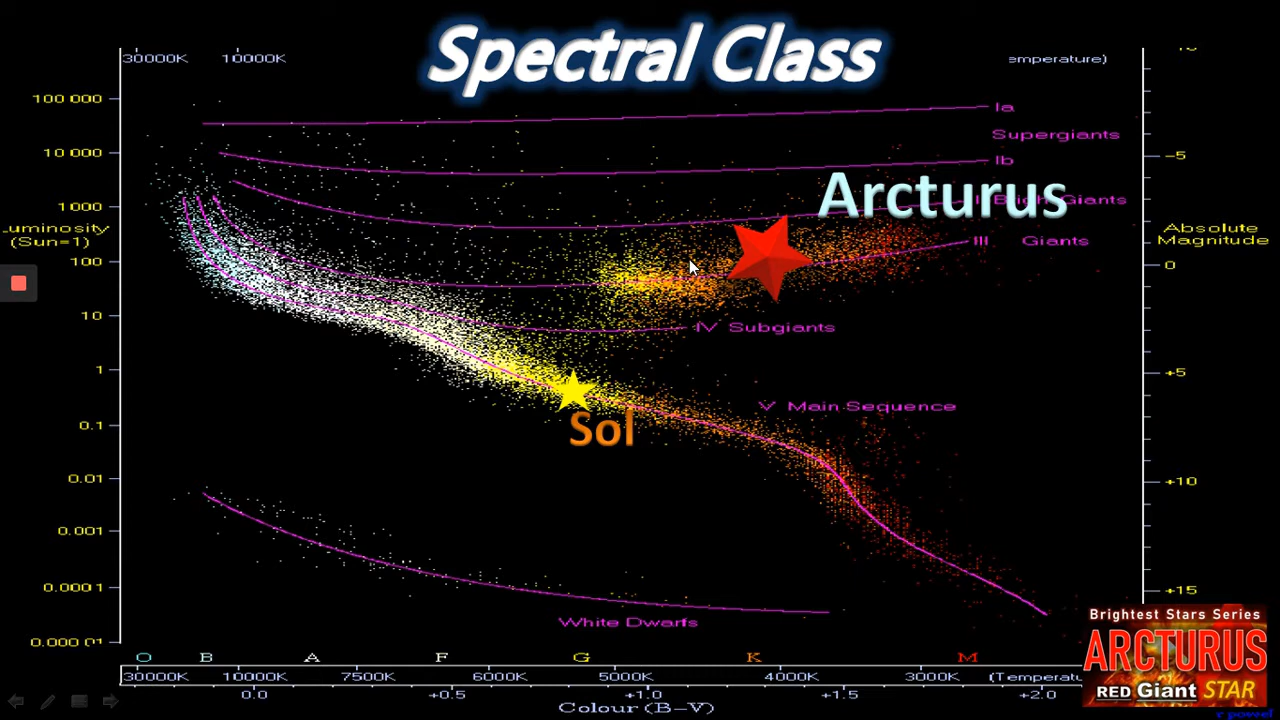 Spectral Class
30000K 10000K emperature)
100 000
Ia
Supergiants
10 000
-5
Ib
Arcturus
1 000
Bright Giants
Luminosity
(Sun=1)
Absolute
Magnitude
III Giants
100
0
10
IV Subgiants
1
+5
V Main Sequence
Sol
0.1
0.01
+10
0.001
0.0001
+15
White Dwarfs
0.000 01
Brightest Stars Series
ARCTURUS
RED Giant STAR
O B A F G K M
30000K 10000K 7500K 6000K 5000K 4000K 3000K (Temperatu
0.0 +0.5 +1.0 +1.5 +2.0
Colour (B-V)